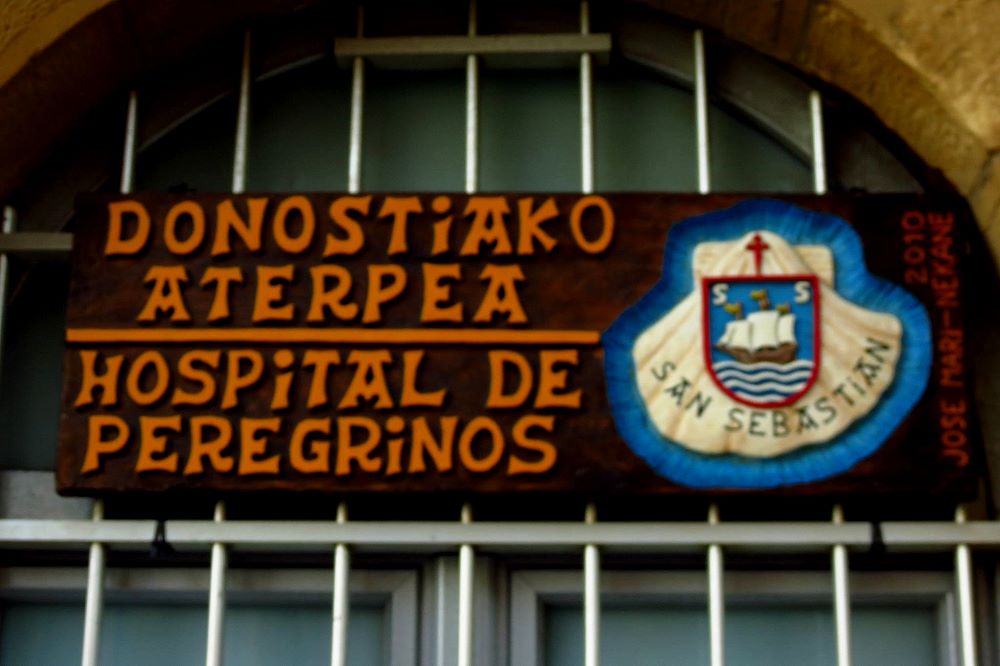 DONOSTIAKO
ATERPEA
HOSPITAL DE
PEREGRINOS
S S
SAN SEBASTIAN
2010
JOSE MARI-NEKANE